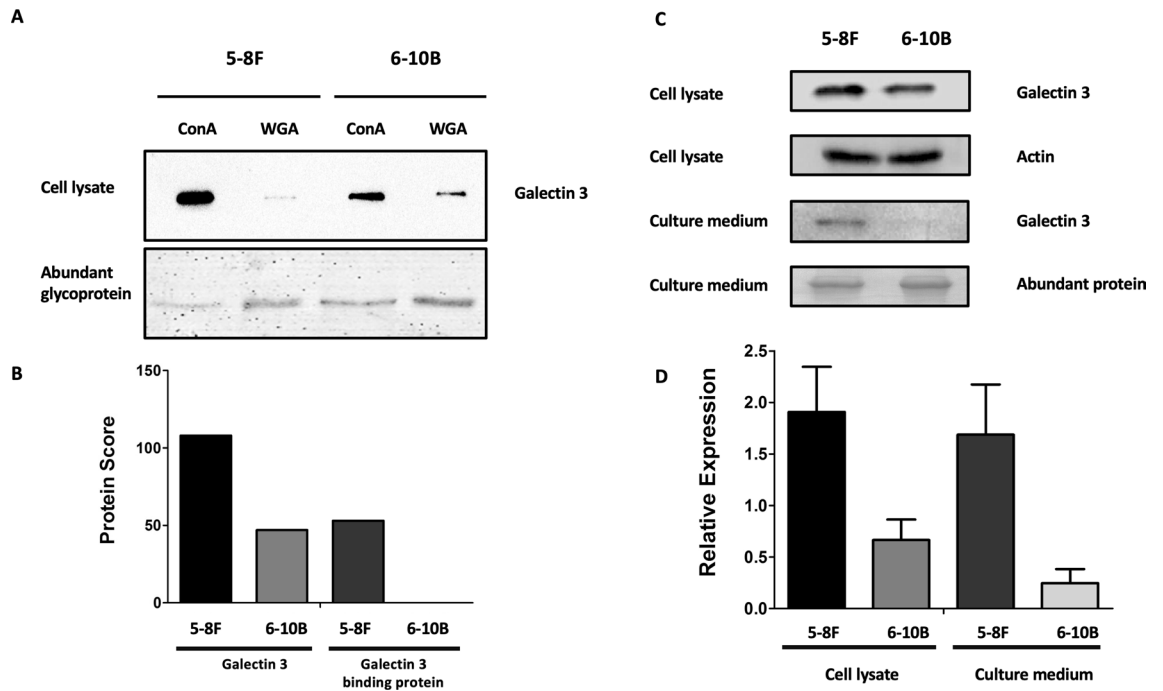 A
5-8F
6-10B
ConA
WGA
ConA
WGA
Cell lysate
Galectin 3
Abundant
glycoprotein
B
150
100
50
0
Protein Score
5-8F
6-10B
5-8F
6-10B
Galectin 3
Galectin 3
binding protein
C
5-8F
6-10B
Cell lysate
Galectin 3
Cell lysate
Actin
Culture medium
Galectin 3
Culture medium
Abundant protein
D
2.5
2.0
1.5
1.0
0.5
0.0
Relative Expression
5-8F
6-10B
5-8F
6-10B
Cell lysate
Culture medium